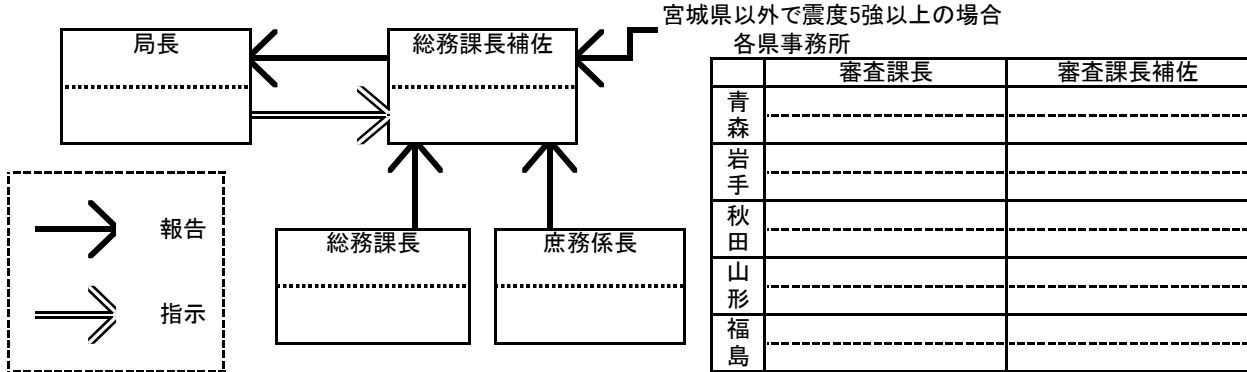 宮城県以外で震度5強以上の場合
局長
総務課長補佐
各県事務所
審査課長
審査課長補佐
青森
岩手
秋田
山形
福島
報告
指示
総務課長
庶務係長